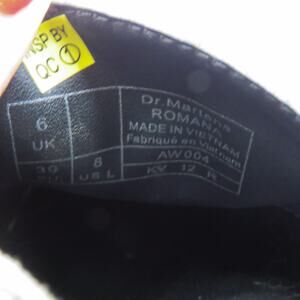 INSP BY
QC 1
6
UK
39
EU
8
US L
Dr. Martens
ROMANA
MADE IN VIETNAM
Fabriqué en Vietnam
AW004
KV 12 R